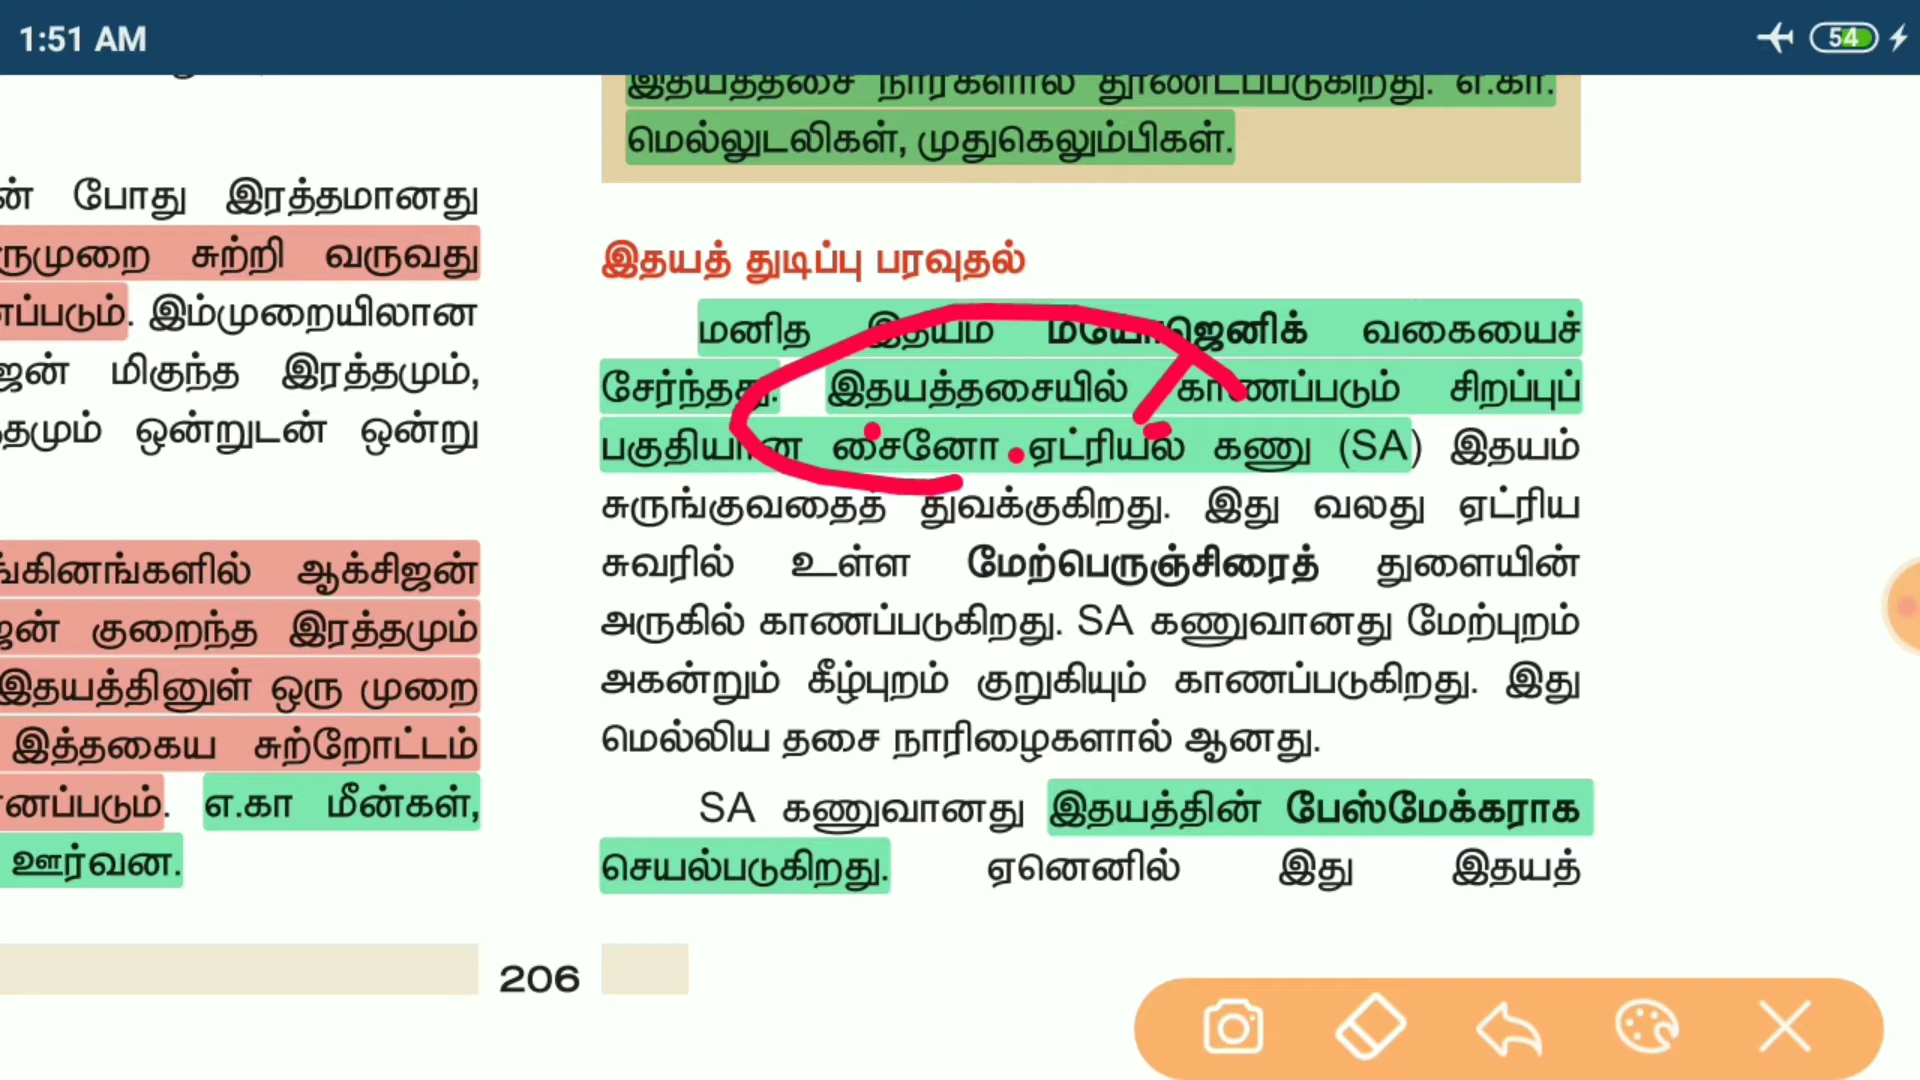 1:51 AM
54
ன் போது இரத்தமானது
ருமுறை சுற்றி வருவது
னப்படும். இம்முறையிலான
ஜன் மிகுந்த இரத்தமும்,
தமும் ஒன்றுடன் ஒன்று
ங்கினங்களில் ஆக்சிஜன்
ஜன் குறைந்த இரத்தமும்
இதயத்தினுள் ஒரு முறை
இத்தகைய சுற்றோட்டம்
னப்படும். எ.கா மீன்கள்,
ஊர்வன.
இதயத்தசை நார்களால் தூண்டப்படுகிறது. எ.கா.
மெல்லுடலிகள், முதுகெலும்பிகள்.
இதயத் துடிப்பு பரவுதல்
மனித இதயம் மயோஜெனிக் வகையைச்
சேர்ந்தது. இதயத்தசையில் காணப்படும் சிறப்புப்
பகுதியான சைனோ ஏட்ரியல் கணு (SA) இதயம்
சுருங்குவதைத் துவக்குகிறது. இது வலது ஏட்ரிய
சுவரில் உள்ள மேற்பெருஞ்சிரைத் துளையின்
அருகில் காணப்படுகிறது. SA கணுவானது மேற்புறம்
அகன்றும் கீழ்புறம் குறுகியும் காணப்படுகிறது. இது
மெல்லிய தசை நாரிழைகளால் ஆனது.
SA கணுவானது இதயத்தின் பேஸ்மேக்கராக
செயல்படுகிறது. ஏனெனில் இது இதயத்
206